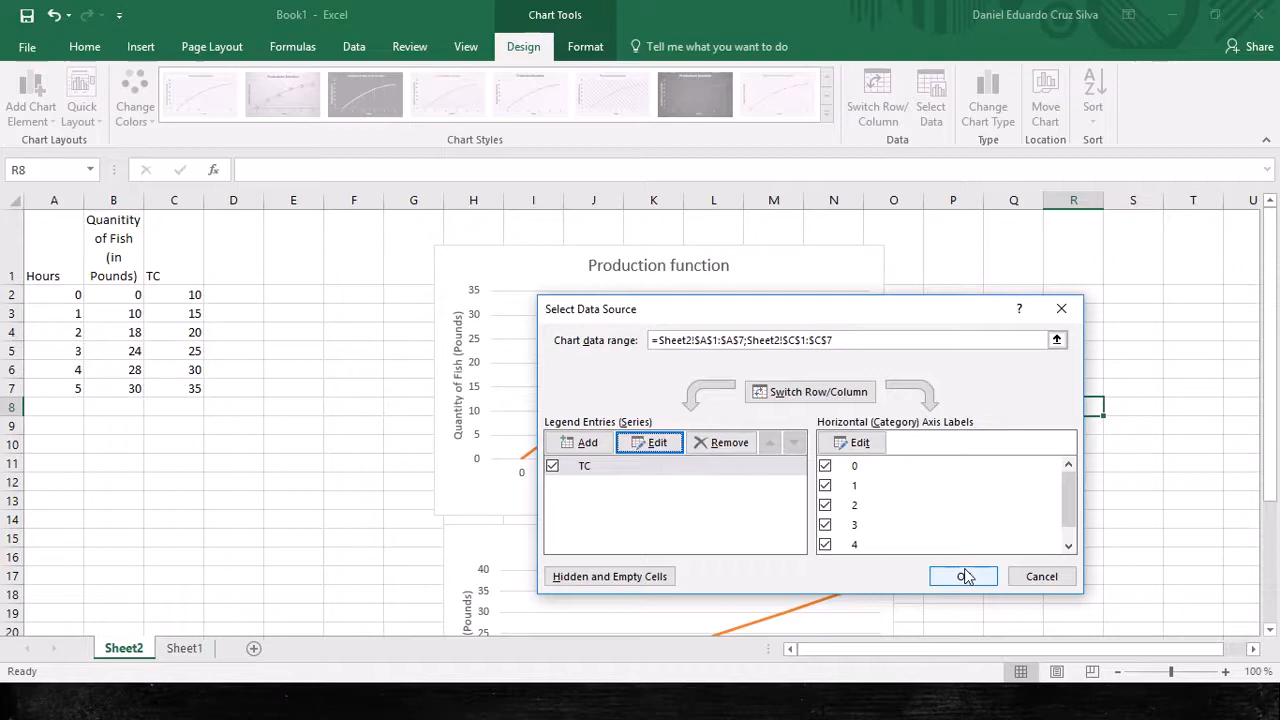 Book1 - Excel
Chart Tools
Daniel Eduardo Cruz Silva
File Home Insert Page Layout Formulas Data Review View Design Format Tell me what you want to do Share
Add Chart Element Quick Layout Change Colors Switch Row/ Column Select Data Change Chart Type Move Chart Sort
Chart Layouts Chart Styles Data Type Location Sort
R8 fx
A B C D E F G H I J K L M N O P Q R S T U
1 Hours Quanitity of Fish (in Pounds) TC
2 0 0 10
3 1 10 15
4 2 18 20
5 3 24 25
6 4 28 30
7 5 30 35
8
9
10
11
12
13
14
15
16
17
18
19
20
Production function
Quantity of Fish (Pounds)
35
30
25
20
15
10
5
0
0
40
35
30
25
(Pounds)
Select Data Source ?
Chart data range: =Sheet2!$A$1:$A$7;Sheet2!$C$1:$C$7
Switch Row/Column
Legend Entries (Series)
Add Edit Remove
TC
Horizontal (Category) Axis Labels
Edit
0
1
2
3
4
Hidden and Empty Cells Cancel
Sheet2 Sheet1
Ready 100 %